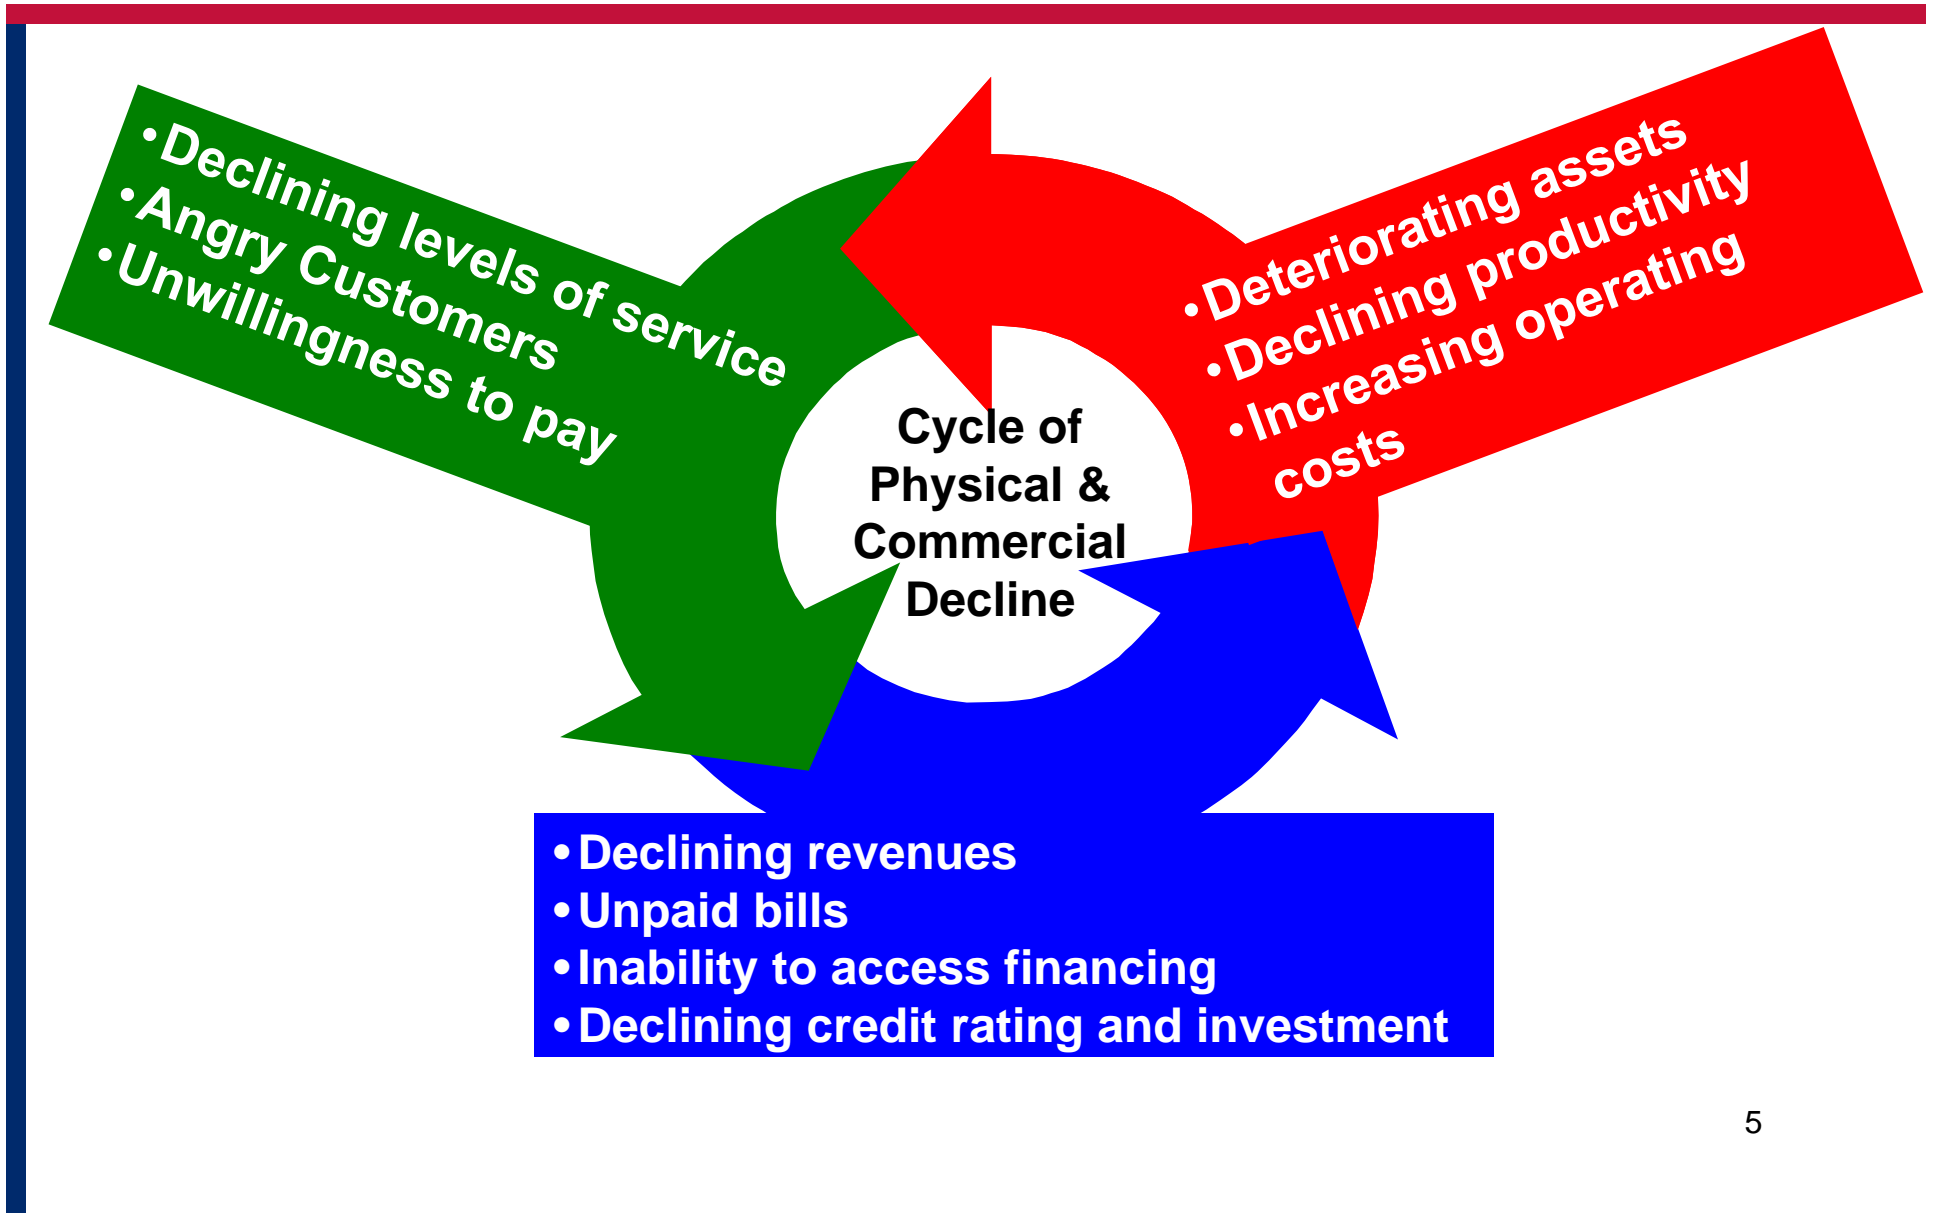 •Declining levels of service
•Angry Customers
•Unwillingness to pay
•Deteriorating assets
•Declining productivity
•Increasing operating
costs
Cycle of
Physical &
Commercial
Decline
•Declining revenues
•Unpaid bills
•Inability to access financing
•Declining credit rating and investment
5